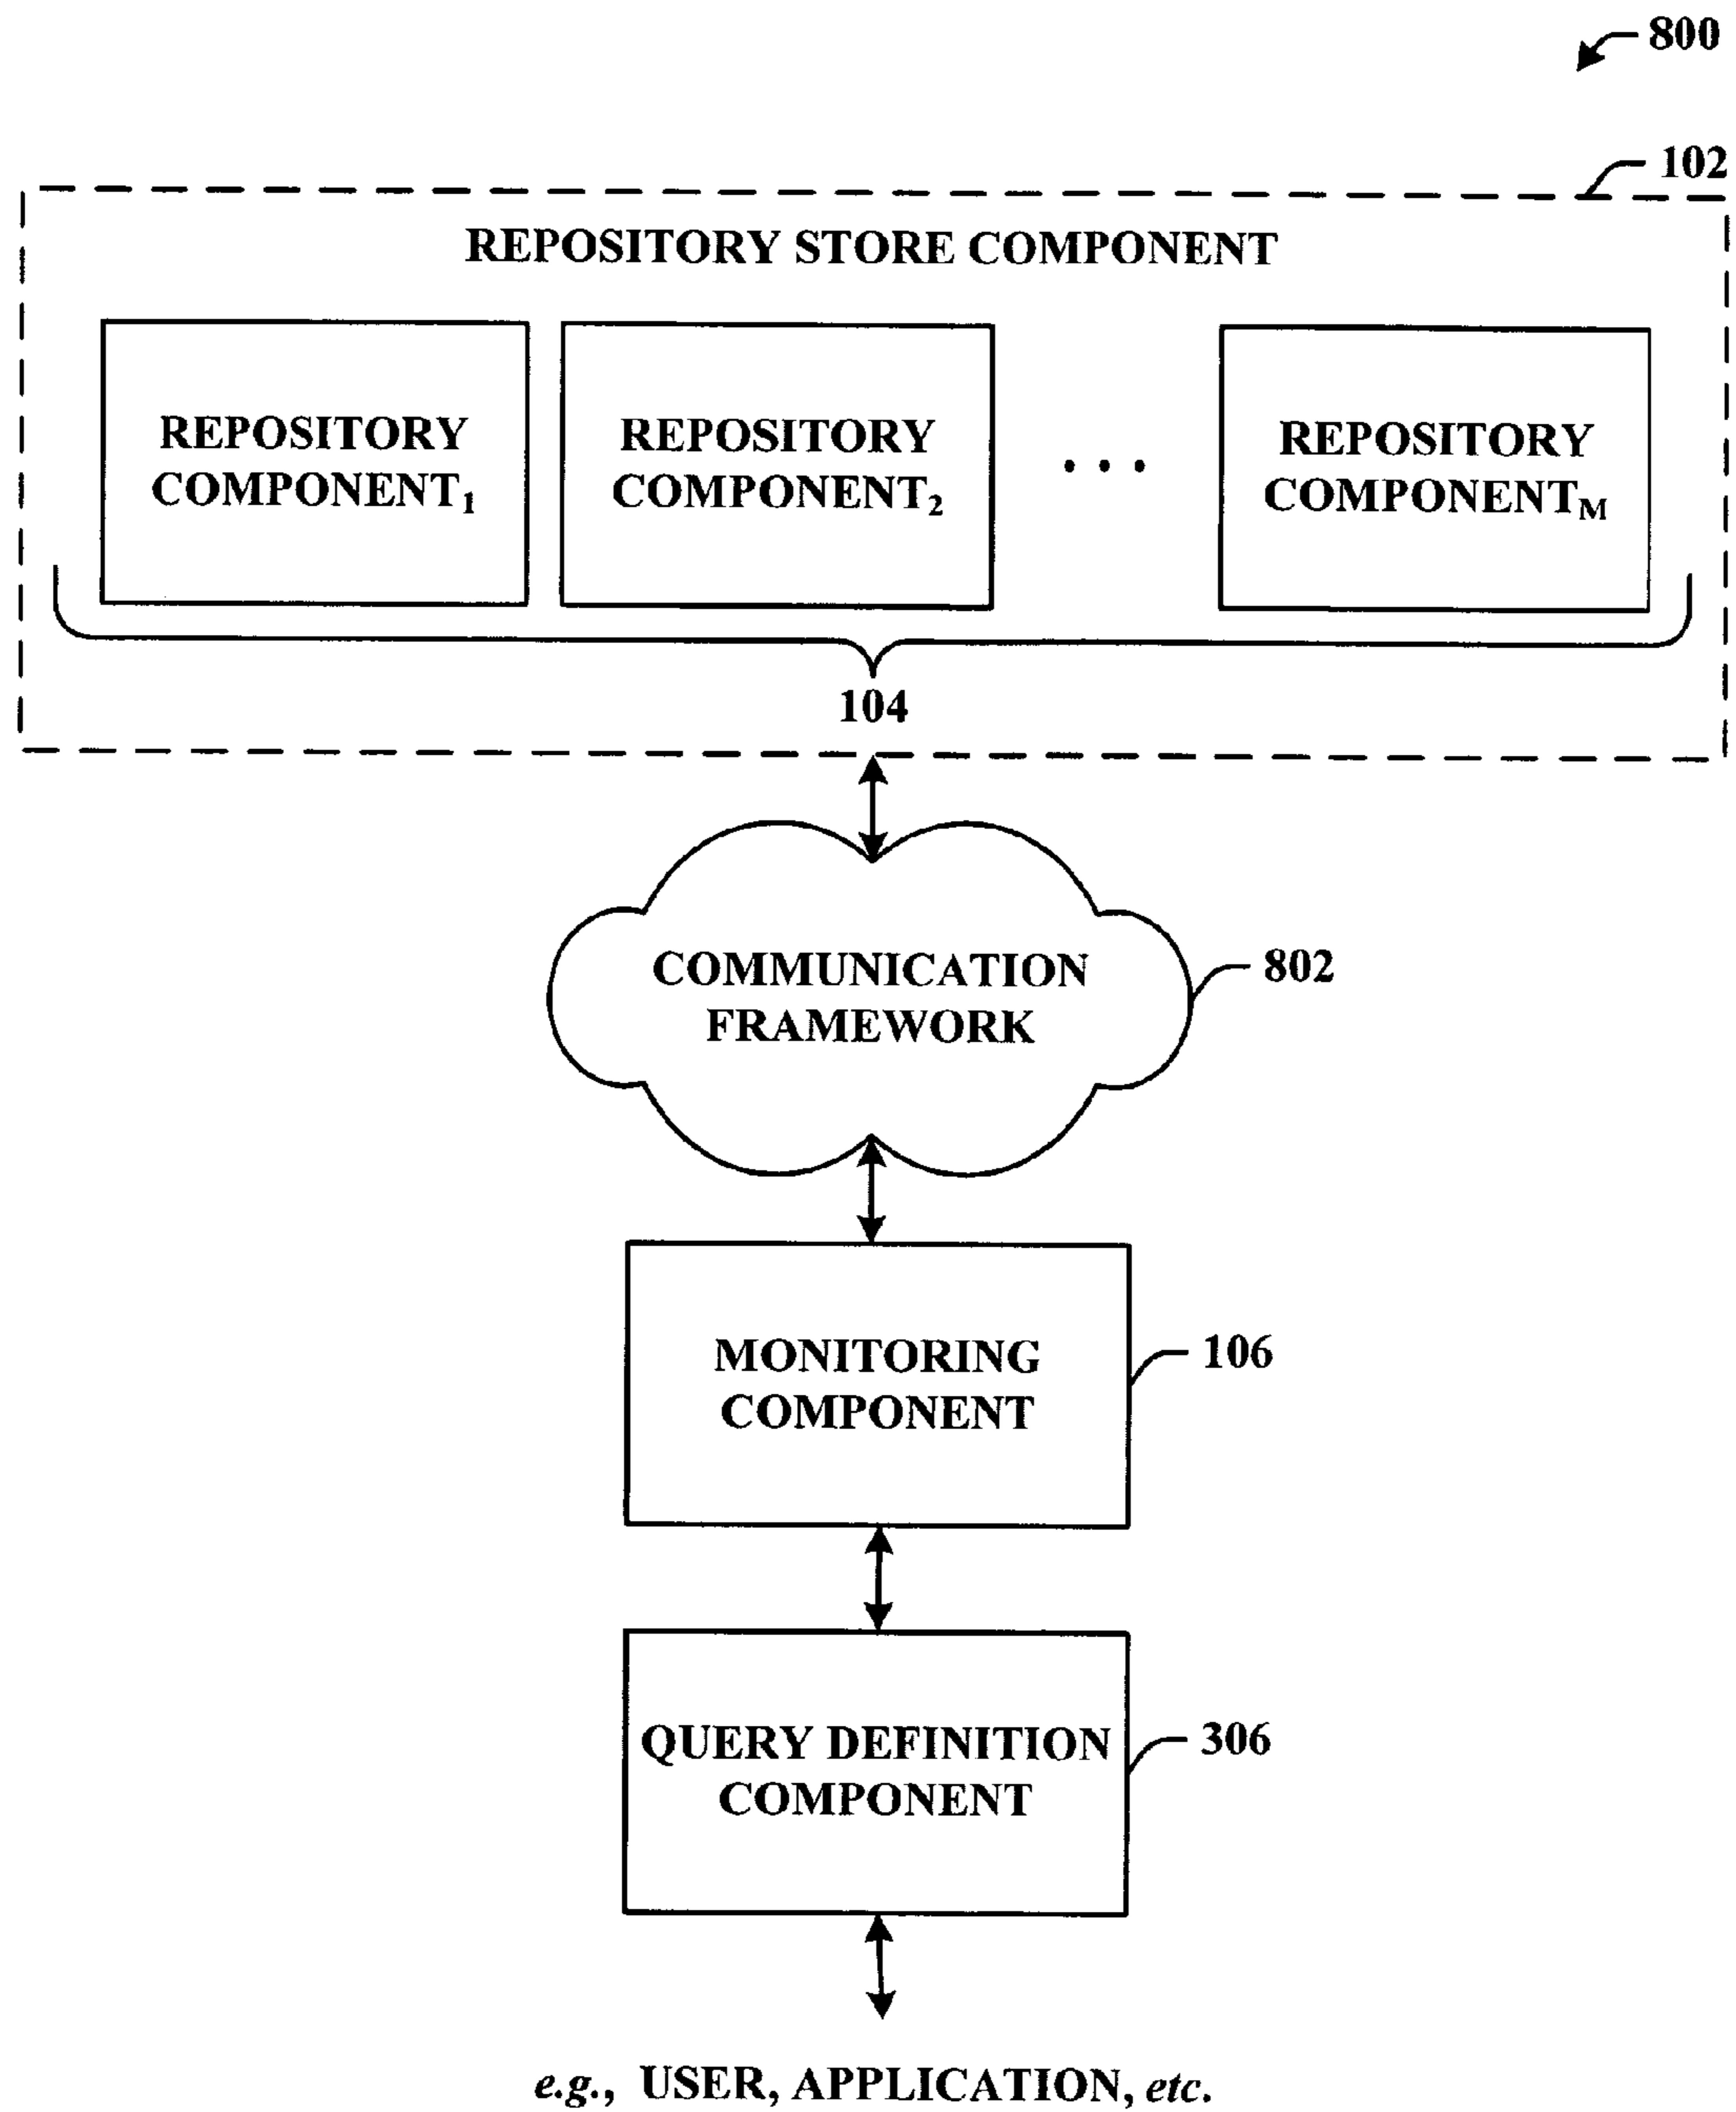 800
102
REPOSITORY STORE COMPONENT
REPOSITORY
COMPONENT1
REPOSITORY
COMPONENT2
• • •
REPOSITORY
COMPONENTM
104
COMMUNICATION
FRAMEWORK
802
MONITORING
COMPONENT
106
QUERY DEFINITION
COMPONENT
306
e.g., USER, APPLICATION, etc.